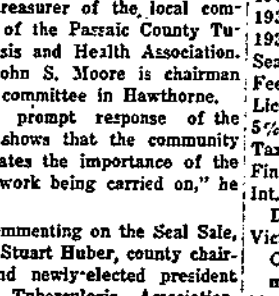 reasurer of the local com-
of the Passaic County Tu-
sis and Health Association.
ohn S. Moore is chairman
committee in Hawthorne.
prompt response of the
shows that the community
ates the importance of the
work being carried on," he
mmenting on the Seal Sale,
Stuart Huber, county chair-
nd newly-elected president
Tuberculosis Association
193
193
Sea
Fee
Lic
5%
Tax
Fin
Int.
D
Vic
C